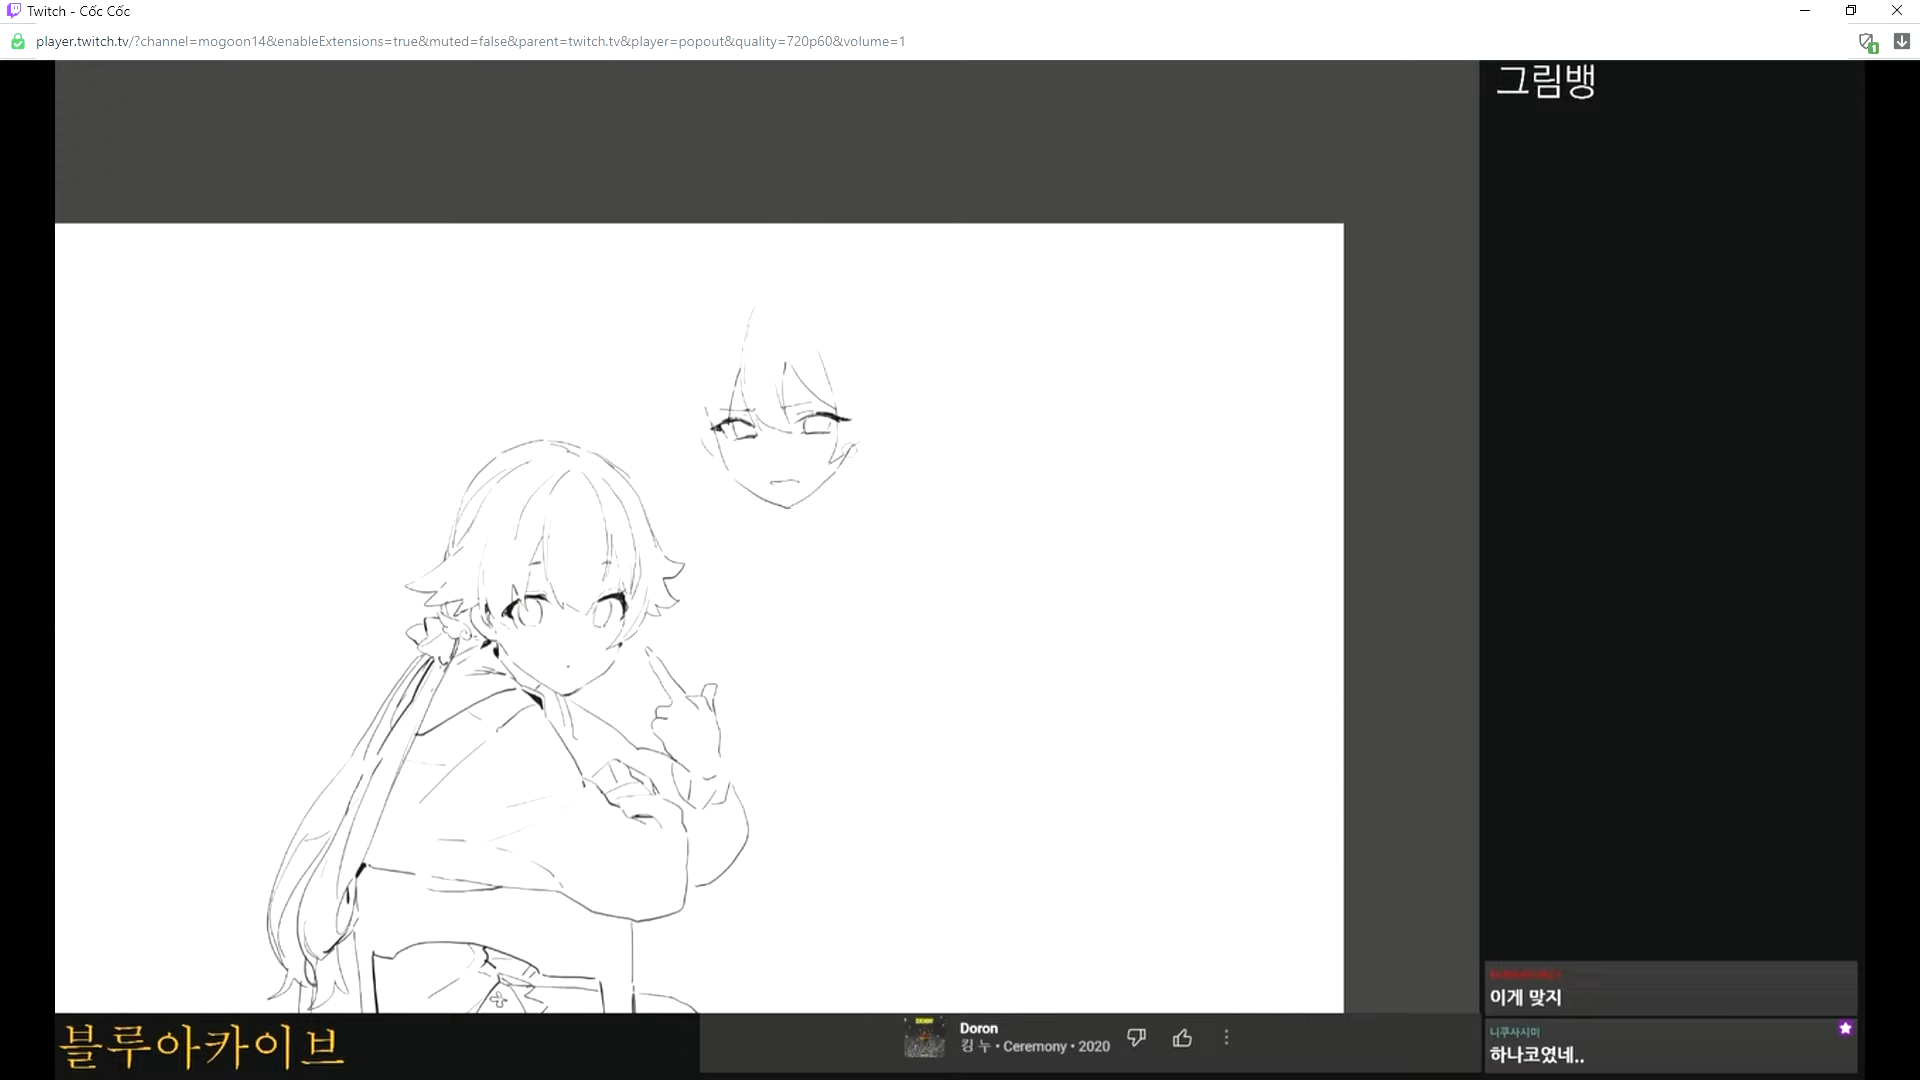 Twitch - Cốc Cốc
player.twitch.tv/?channel=mogoon14&enableExtensions=true&muted=false&parent=twitch.tv&player=popout&quality=720p60&volume=1
그림뱅
이게 맞지
니쿠사시미
하나코였네..
블루아카이브
Doron
킹 누 • Ceremony • 2020